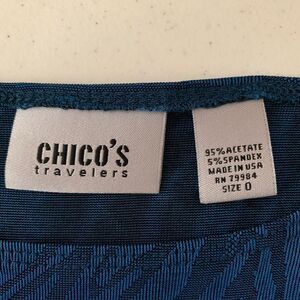 CHICO'S
travelers
95% ACETATE
5% SPANDEX
MADE IN USA
RN 79984
SIZE 0